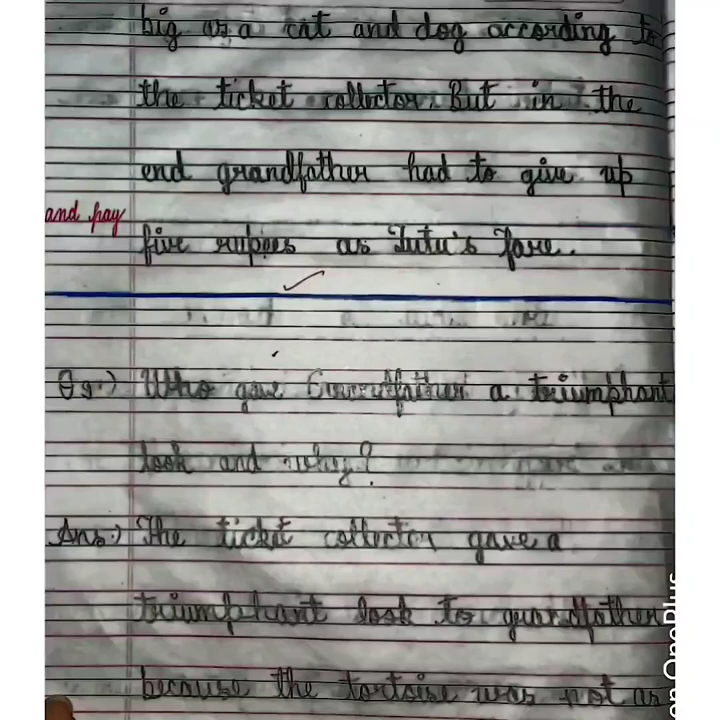 big as a cat and dog according to
the ticket collector. But in the
end grandfather had to give up
and pay
five rupees as Tutu's fare.
Q9.) Who gave Grandfather a triumphant
look and why?
Ans:) The ticket collector gave a
triumphant look to grandfather
because the tortoise was not as
on OnePlus